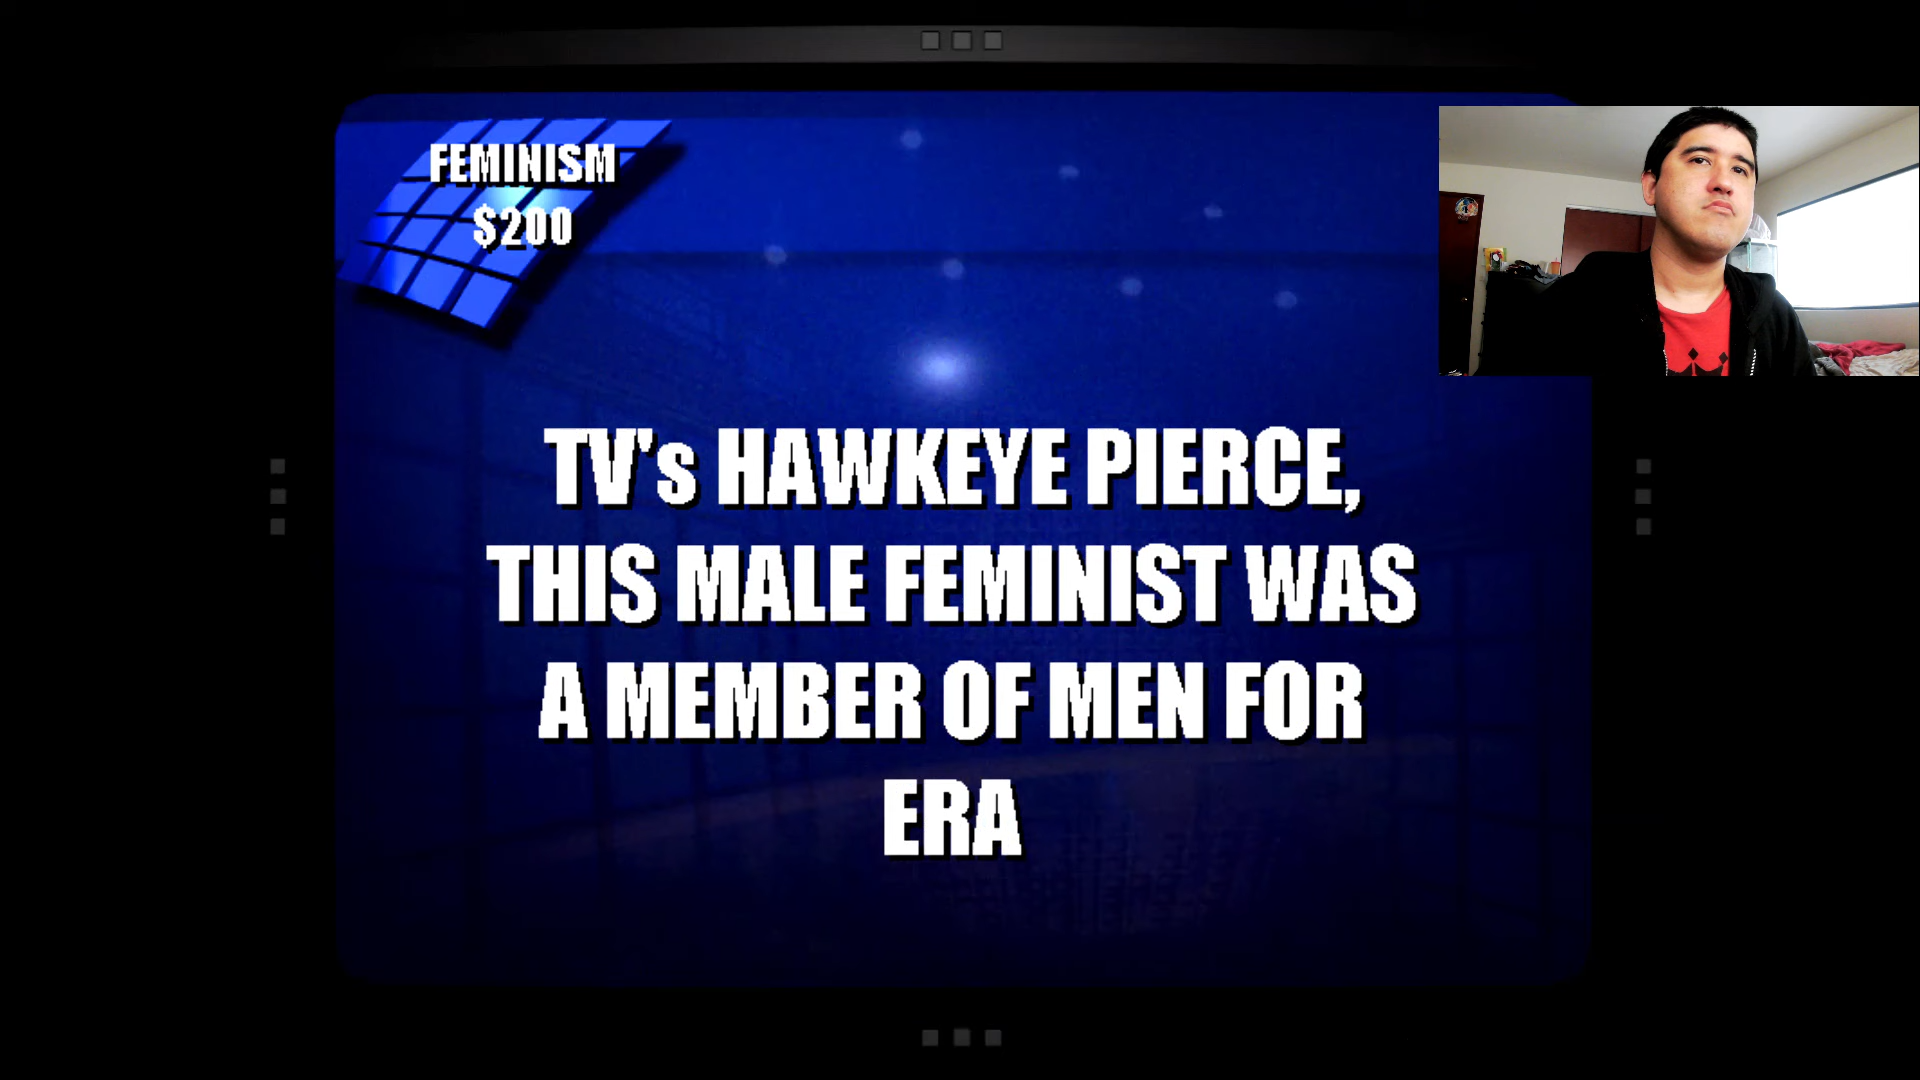 FEMINISM
$200
TV's HAWKEYE PIERCE,
THIS MALE FEMINIST WAS
A MEMBER OF MEN FOR
ERA